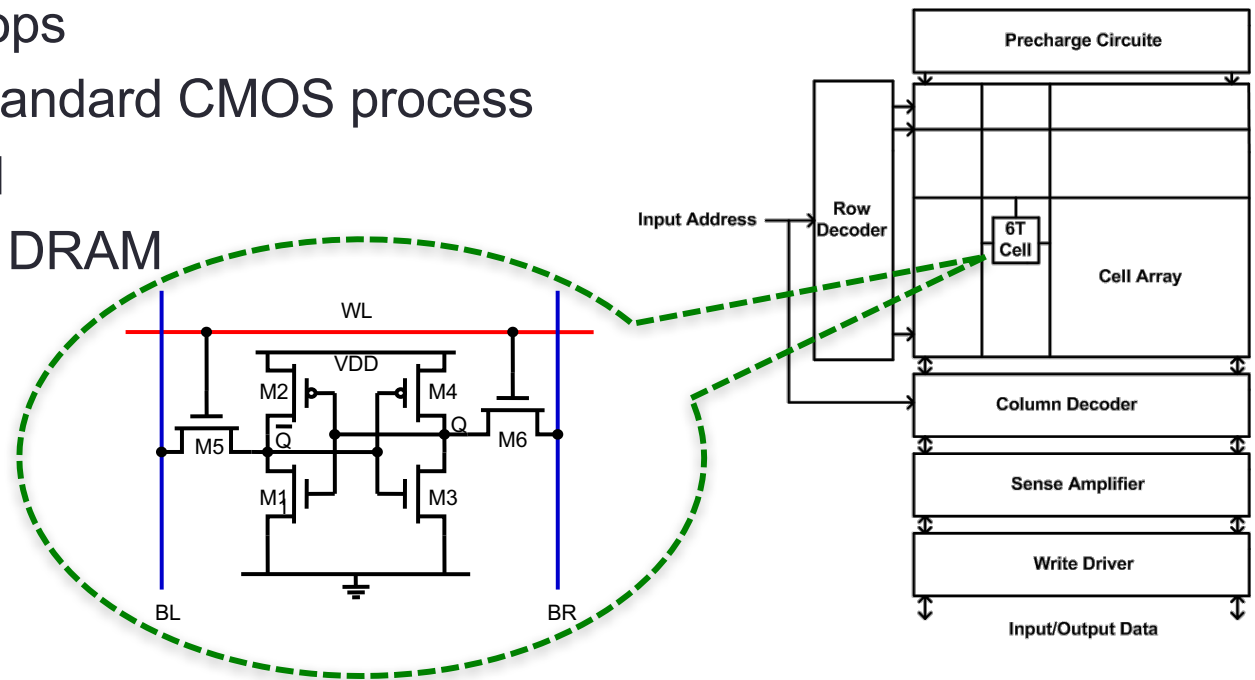 andard CMOS process
DRAM
Precharge Circuite
Input Address
Row
Decoder
6T
Cell
Cell Array
Column Decoder
Sense Amplifier
Write Driver
Input/Output Data
WL
VDD
M2
M4
Q
Q
M5
M6
M1
M3
BL
BR